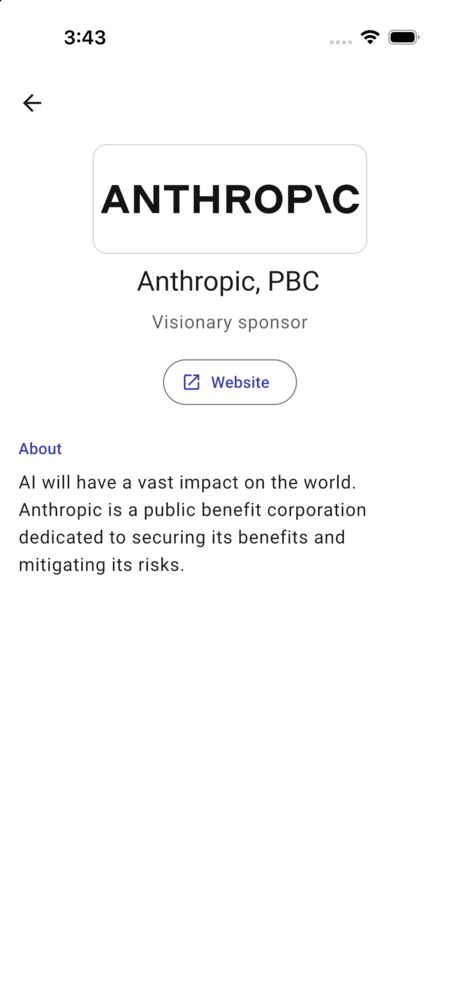 3:43
ANTHROP\C
Anthropic, PBC
Visionary sponsor
Website
About
AI will have a vast impact on the world.
Anthropic is a public benefit corporation
dedicated to securing its benefits and
mitigating its risks.